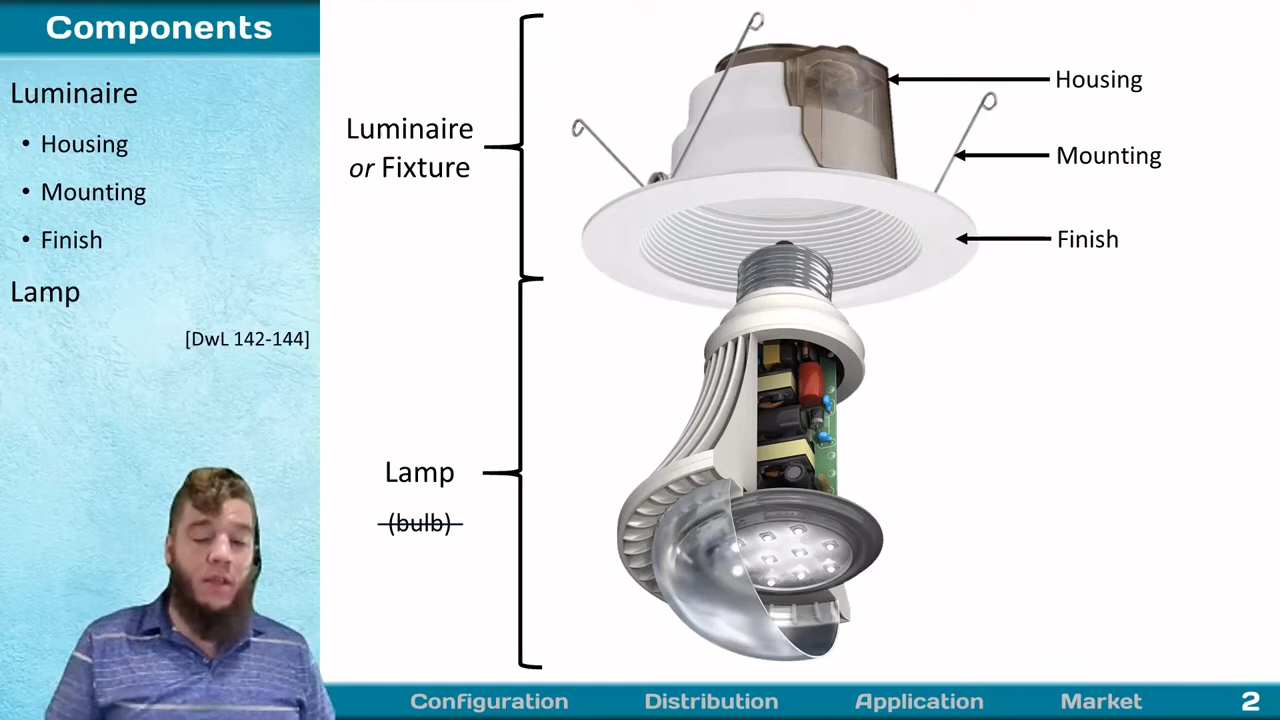 Components
Luminaire
• Housing
• Mounting
• Finish
Lamp
[DwL 142-144]
Luminaire
or Fixture
Housing
Mounting
Finish
Lamp
(bulb)
Configuration Distribution Application Market 2